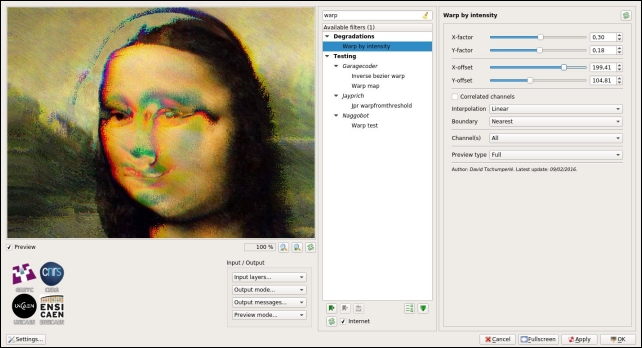 warp
Warp by intensity
Available filters (1)
Degradations
Warp by intensity
Testing
Garagecoder
Inverse bezier warp
Warp map
Jayprich
Jpr warpfromthreshold
Naggobot
Warp test
X-factor 0,30
Y-factor 0,18
X-offset 199,41
Y-offset 104,81
Correlated channels
Interpolation Linear
Boundary Nearest
Channel(s) All
Preview type Full
Author: David Tschumperlé. Latest update: 09/02/2016.
Preview
100 %
Input / Output
Input layers...
Output mode...
Output messages...
Preview mode...
cnrs
UNICAEN
ENSI
CAEN
Internet
Settings...
Cancel
Fullscreen
Apply
OK